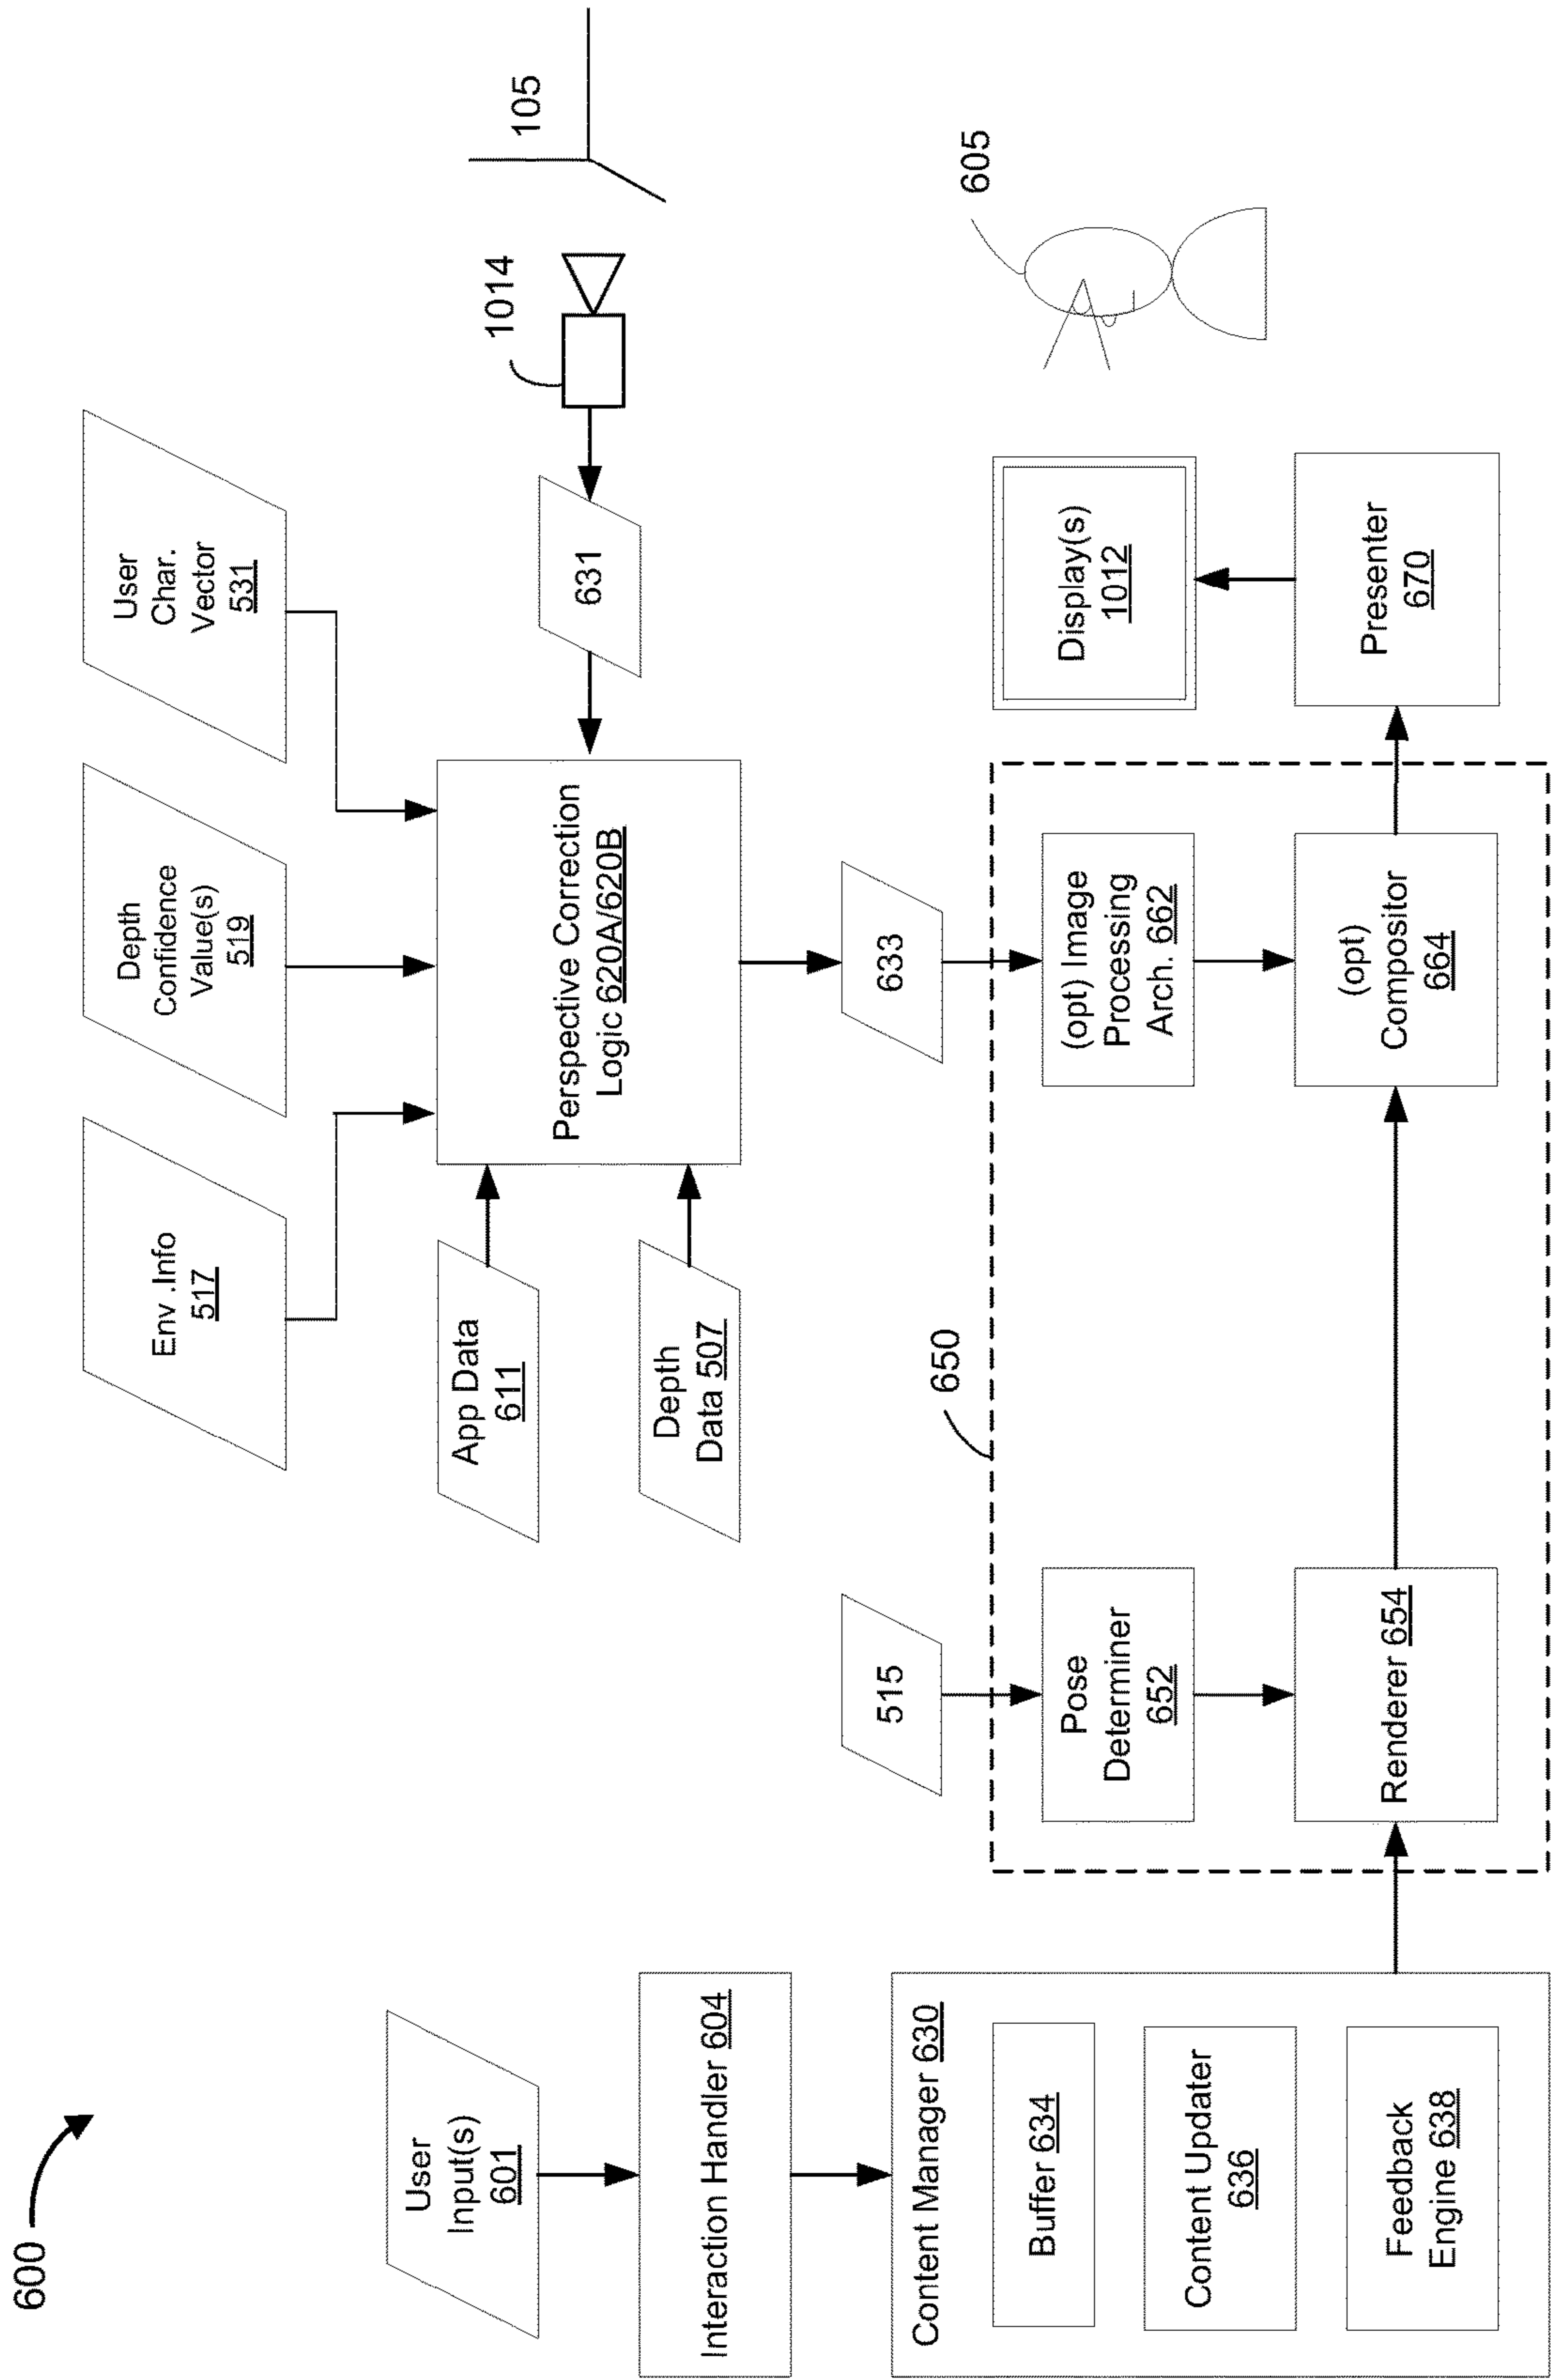 600
User
Input(s)
601
Interaction Handler 604
Content Manager 630
Buffer 634
Content Updater
636
Feedback
Engine 638
Env .Info
517
Depth
Confidence
Value(s)
519
User
Char.
Vector
531
App Data
611
Depth
Data 507
Perspective Correction
Logic 620A/620B
631
1014
105
515
633
650
Pose
Determiner
652
Renderer 654
(opt) Image
Processing
Arch. 662
(opt)
Compositor
664
Display(s)
1012
Presenter
670
605